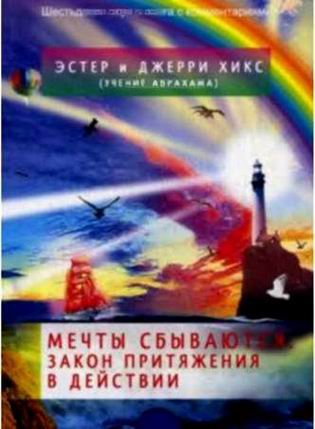 с комментариями
ЭСТЕР и ДЖЕРРИ ХИКС
(УЧЕНИЕ АБРАХАМА)
МЕЧТЫ СБЫВАЮТСЯ.
ЗАКОН ПРИТЯЖЕНИЯ
В ДЕЙСТВИИ